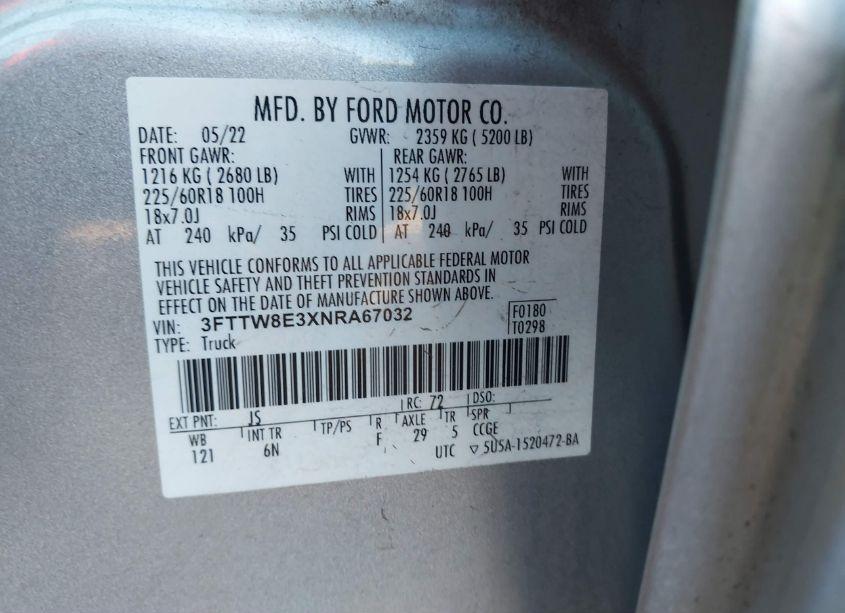 MFD. BY FORD MOTOR CO.
DATE: 05/22 GVWR: 2359 KG ( 5200 LB)
FRONT GAWR: REAR GAWR:
1216 KG ( 2680 LB) WITH 1254 KG ( 2765 LB) WITH
225/60R18 100H TIRES 225/60R18 100H TIRES
18x7.0J RIMS 18x7.0J RIMS
AT 240 kPa/ 35 PSI COLD AT 240 kPa/ 35 PSI COLD
THIS VEHICLE CONFORMS TO ALL APPLICABLE FEDERAL MOTOR
VEHICLE SAFETY AND THEFT PREVENTION STANDARDS IN
EFFECT ON THE DATE OF MANUFACTURE SHOWN ABOVE.
VIN: 3FTTW8E3XNRA67032 F0180
TYPE: Truck T0298
EXT PNT: JS RC: 72 DSO:
WB INT TR TP/PS R AXLE TR SPR
121 6N F 29 5 CCGE
UTC ▽ 5U5A-1520472-BA